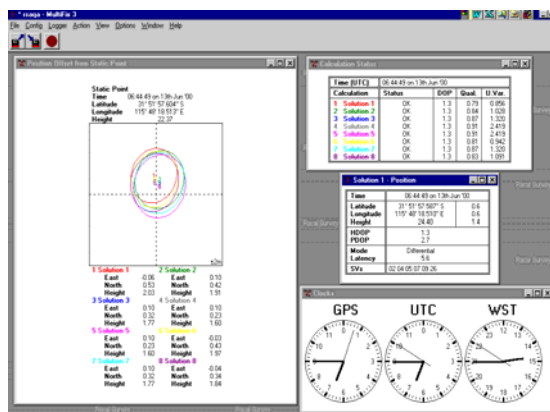 * rsaga - MultiFix 3
File Config Logger Action View Options Window Help
Position Offset from Static Point
Static Point
Time 06:44:49 on 13th Jun '00
Latitude 31° 51' 57.604" S
Longitude 115° 48' 18.513" E
Height 22.37
±2m
1 Solution 1 2 Solution 2
East -0.06 East 0.10
North 0.53 North 0.42
Height 2.03 Height 1.91
3 Solution 3 4 Solution 4
East 0.10 East 0.10
North 0.32 North 0.23
Height 1.77 Height 1.60
5 Solution 5 6 Solution 6
East 0.10 East -0.03
North 0.23 North 0.43
Height 1.60 Height 1.97
7 Solution 7 8 Solution 8
East 0.10 East -0.04
North 0.32 North 0.34
Height 1.77 Height 1.84
Calculation Status
Time (UTC) 06:44:49 on 13th Jun '00
Calculation Status DOP Qual. U.Var.
1 Solution 1 OK 1.3 0.79 0.856
2 Solution 2 OK 1.3 0.84 1.028
3 Solution 3 OK 1.3 0.87 1.320
4 Solution 4 OK 1.3 0.91 2.419
5 Solution 5 OK 1.3 0.91 2.419
6 Solution 6 OK 1.3 0.81 0.942
7 Solution 7 OK 1.3 0.87 1.320
8 Solution 8 OK 1.3 0.83 1.091
Solution 1 - Position
Time 06:44:49 on 13th Jun '00
Latitude 31° 51' 57.587" S 0.6
Longitude 115° 48' 18.510" E 0.6
Height 24.40 1.4
HDOP 1.3
PDOP 2.7
Mode Differential
Latency 5.6
SVs 02 04 05 07 09 26
Clocks
GPS UTC WST